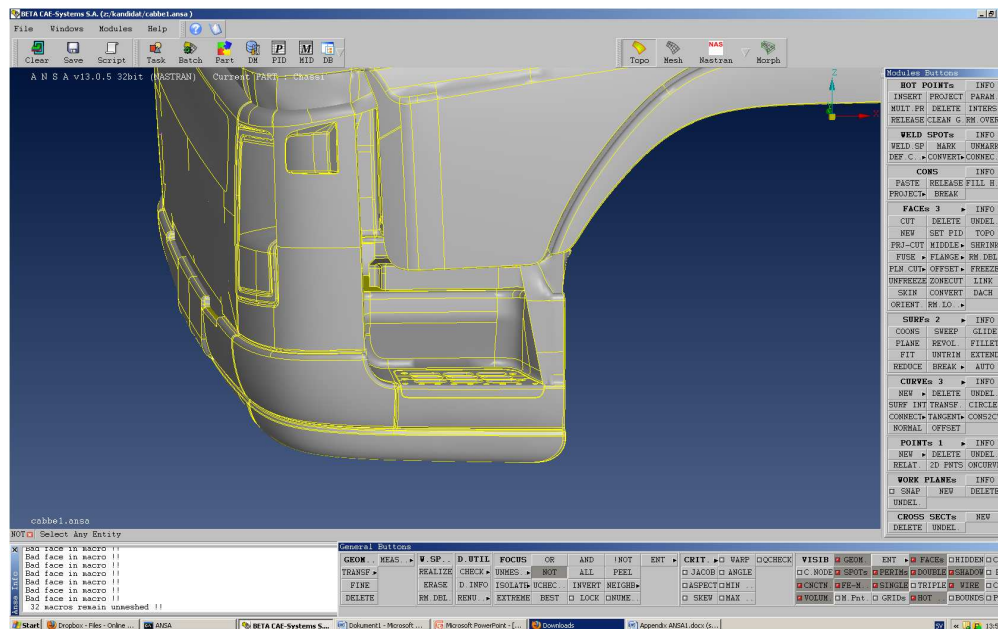 BETA CAE-Systems S.A. (z:/kandidat/cabbe1.ansa)
File Windows Modules Help
Clear Save Script Task Batch Part DM PID MID DB Topo Mesh Nastran Morph
NAS
A N S A v13.0.5 32bit (NASTRAN) Current PART : Chassi
Z
X
Modules Buttons
HOT POINTs INFO
INSERT PROJECT PARAM.
MULT.PR DELETE INTERS
RELEASE CLEAN G. RM.OVER
WELD SPOTs INFO
WELD.SP MARK UNMARK
DEF.C.. CONVERT CONNEC.
CONS INFO
PASTE RELEASE FILL H.
PROJECT BREAK
FACEs 3 INFO
CUT DELETE UNDEL.
NEW SET PID TOPO
PRJ-CUT MIDDLE SHRINK
FUSE FLANGE RM.DBL
PLN.CUT OFFSET FREEZE
UNFREEZE ZONECUT LINK
SKIN CONVERT DACH
ORIENT. RM.LO..
SURFs 2 INFO
COONS SWEEP GLIDE
PLANE REVOL. FILLET
FIT UNTRIM EXTEND
REDUCE BREAK AUTO
CURVEs 3 INFO
NEW DELETE UNDEL.
SURF INT TRANSF. CIRCLE
CONNECT TANGENT CONS2CV
NORMAL OFFSET
POINTs 1 INFO
NEW DELETE UNDEL.
RELAT. 2D PNTS ONCURV
WORK PLANEs INFO
SNAP NEW DELETE
UNDEL.
CROSS SECTs NEW
DELETE UNDEL.
cabbe1.ansa
NOT Select Any Entity
Ansa Info
Bad face in macro !!
Bad face in macro !!
Bad face in macro !!
Bad face in macro !!
Bad face in macro !!
Bad face in macro !!
32 macros remain unmeshed !!
General Buttons
GEOM.. MEAS.. W.SP.. D.UTIL FOCUS OR AND !NOT ENT CRIT.. WARP QCHECK VISIB GEOM. ENT FACEs HIDDEN
TRANSF REALIZE CHECK UNMES.. NOT ALL PEEL JACOB ANGLE C.NODE SPOTs PERIMs DOUBLE SHADOW
FINE ERASE D.INFO ISOLATE UCHEC. INVERT NEIGHB ASPECT MIN .. CNCTN FE-M.. SINGLE TRIPLE WIRE
DELETE RM.DBL RENU.. EXTREME BEST LOCK NUME.. SKEW MAX .. VOLUM. M.Pnt. GRIDs HOT .. BOUNDS
Start Dropbox - Files - Online ... ANSA BETA CAE-Systems S... Dokument1 - Microsoft ... Microsoft PowerPoint - [... Downloads Appendix ANSA1.docx (s... SV